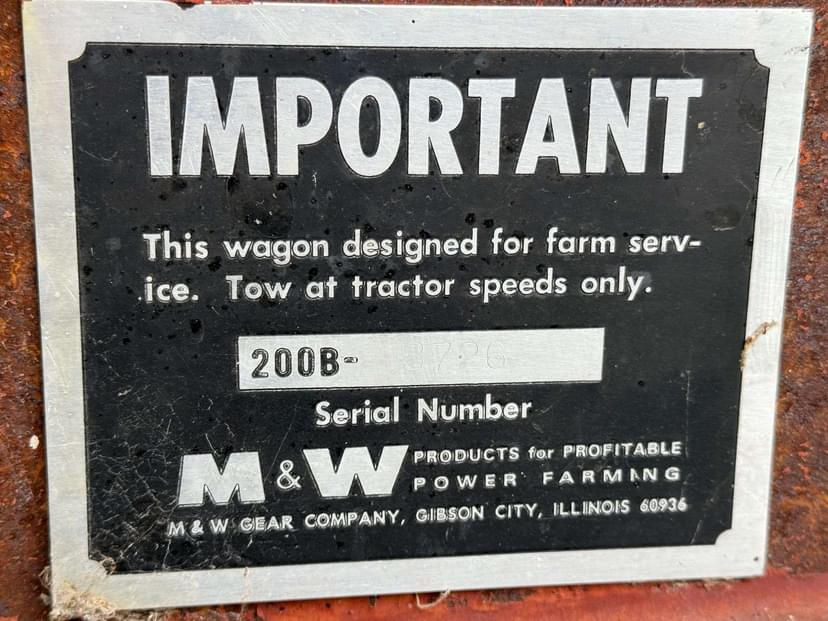 IMPORTANT
This wagon designed for farm serv-
ice. Tow at tractor speeds only.
200B-
Serial Number
M & W PRODUCTS for PROFITABLE
POWER FARMING
M & W GEAR COMPANY, GIBSON CITY, ILLINOIS 60936